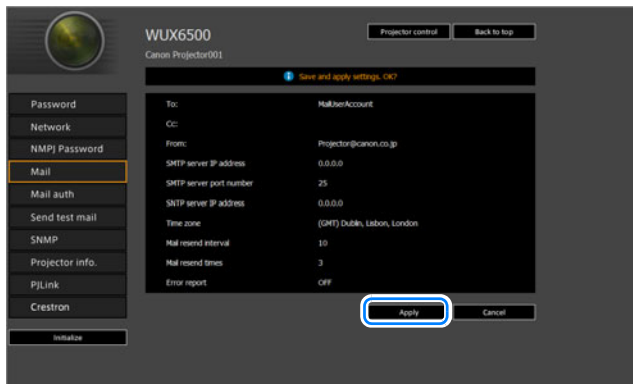 WUX6500
Projector control
Back to top
Canon Projector001
Save and apply settings. OK?
Password
Network
NMPJ Password
Mail
Mail auth
Send test mail
SNMP
Projector info.
PJLink
Crestron
Initialize
To: MailUserAccount
Cc:
From: Projector@canon.co.jp
SMTP server IP address 0.0.0.0
SMTP server port number 25
SNTP server IP address 0.0.0.0
Time zone (GMT) Dublin, Lisbon, London
Mail resend interval 10
Mail resend times 3
Error report OFF
Apply
Cancel